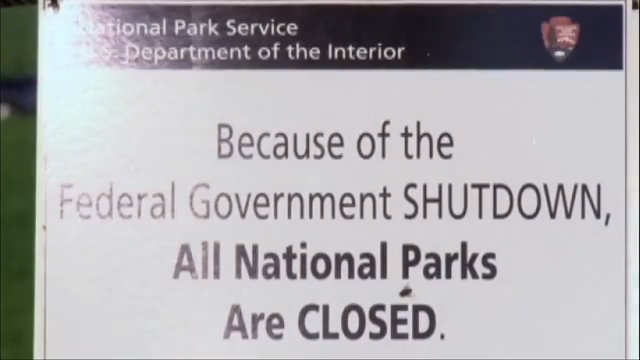 National Park Service
U.S. Department of the Interior
Because of the
Federal Government SHUTDOWN,
All National Parks
Are CLOSED.